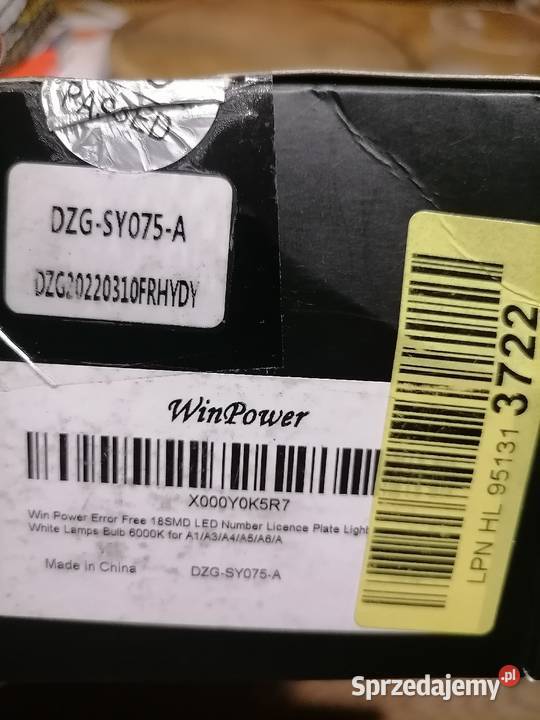 PASSED
DZG-SY075-A
DZG20220310FRHYDY
WinPower
X000Y0K5R7
Win Power Error Free 18SMD LED Number Licence Plate Light
White Lamps Bulb 6000K for A1/A3/A4/A5/A6/A
Made in China DZG-SY075-A
LPN HL 95131 3722
Sprzedajemy.pl